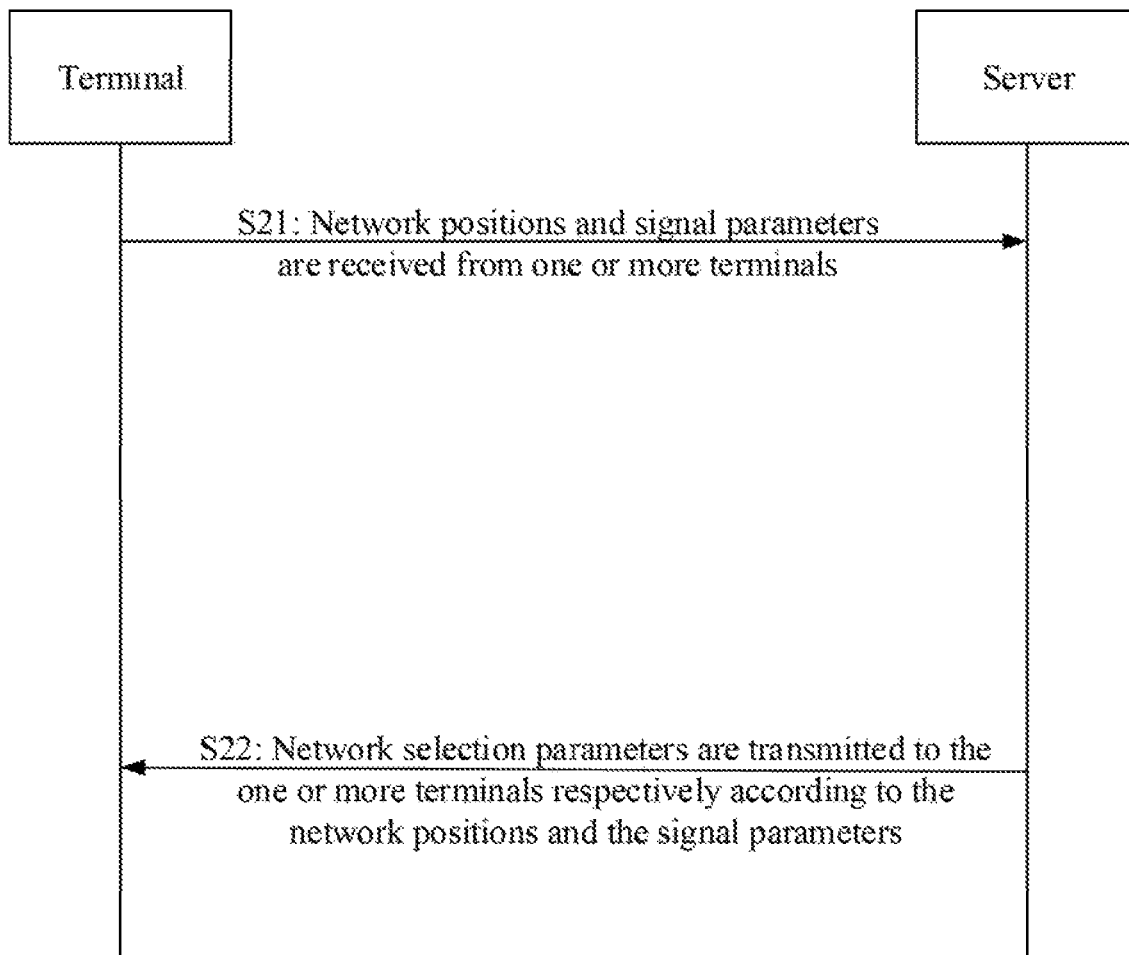 Terminal
Server
S21: Network positions and signal parameters
are received from one or more terminals
S22: Network selection parameters are transmitted to the
one or more terminals respectively according to the
network positions and the signal parameters